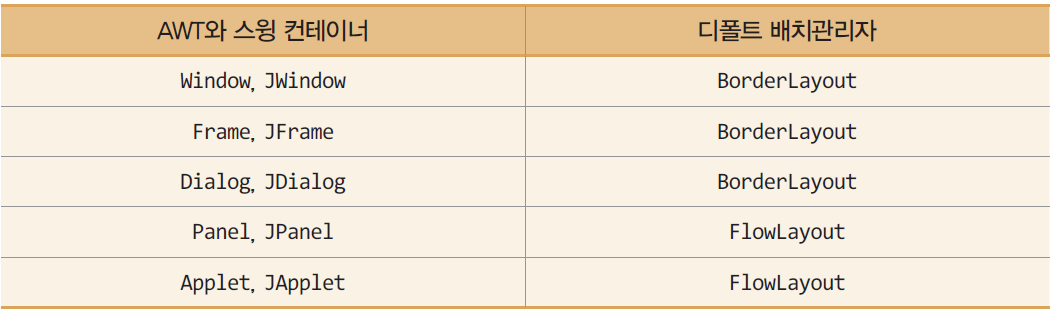 AWT와 스윙 컨테이너 디폴트 배치관리자
Window, JWindow BorderLayout
Frame, JFrame BorderLayout
Dialog, JDialog BorderLayout
Panel, JPanel FlowLayout
Applet, JApplet FlowLayout